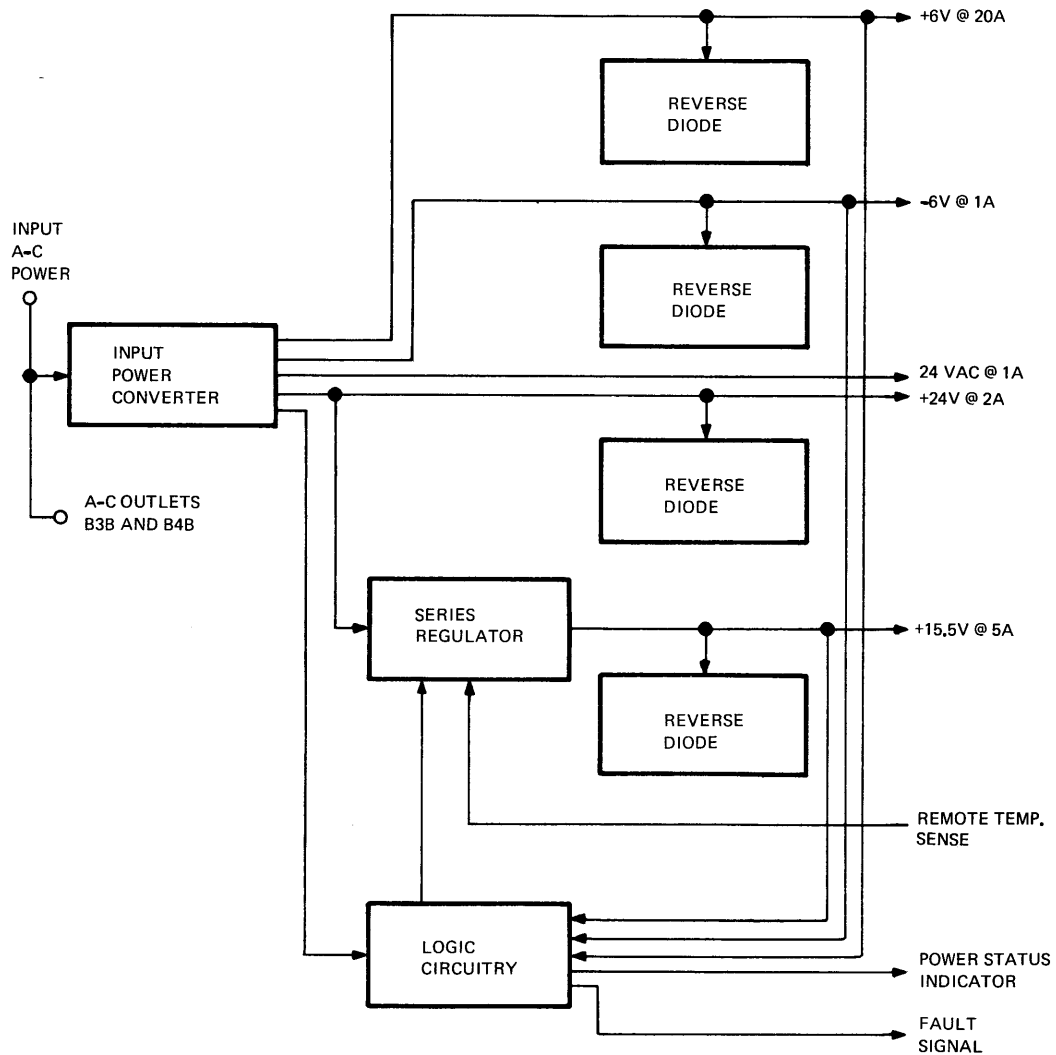 +6V @ 20A
REVERSE
DIODE
-6V @ 1A
INPUT
A-C
POWER
REVERSE
DIODE
INPUT
POWER
CONVERTER
24 VAC @ 1A
+24V @ 2A
REVERSE
DIODE
A-C OUTLETS
B3B AND B4B
SERIES
REGULATOR
+15.5V @ 5A
REVERSE
DIODE
REMOTE TEMP.
SENSE
LOGIC
CIRCUITRY
POWER STATUS
INDICATOR
FAULT
SIGNAL